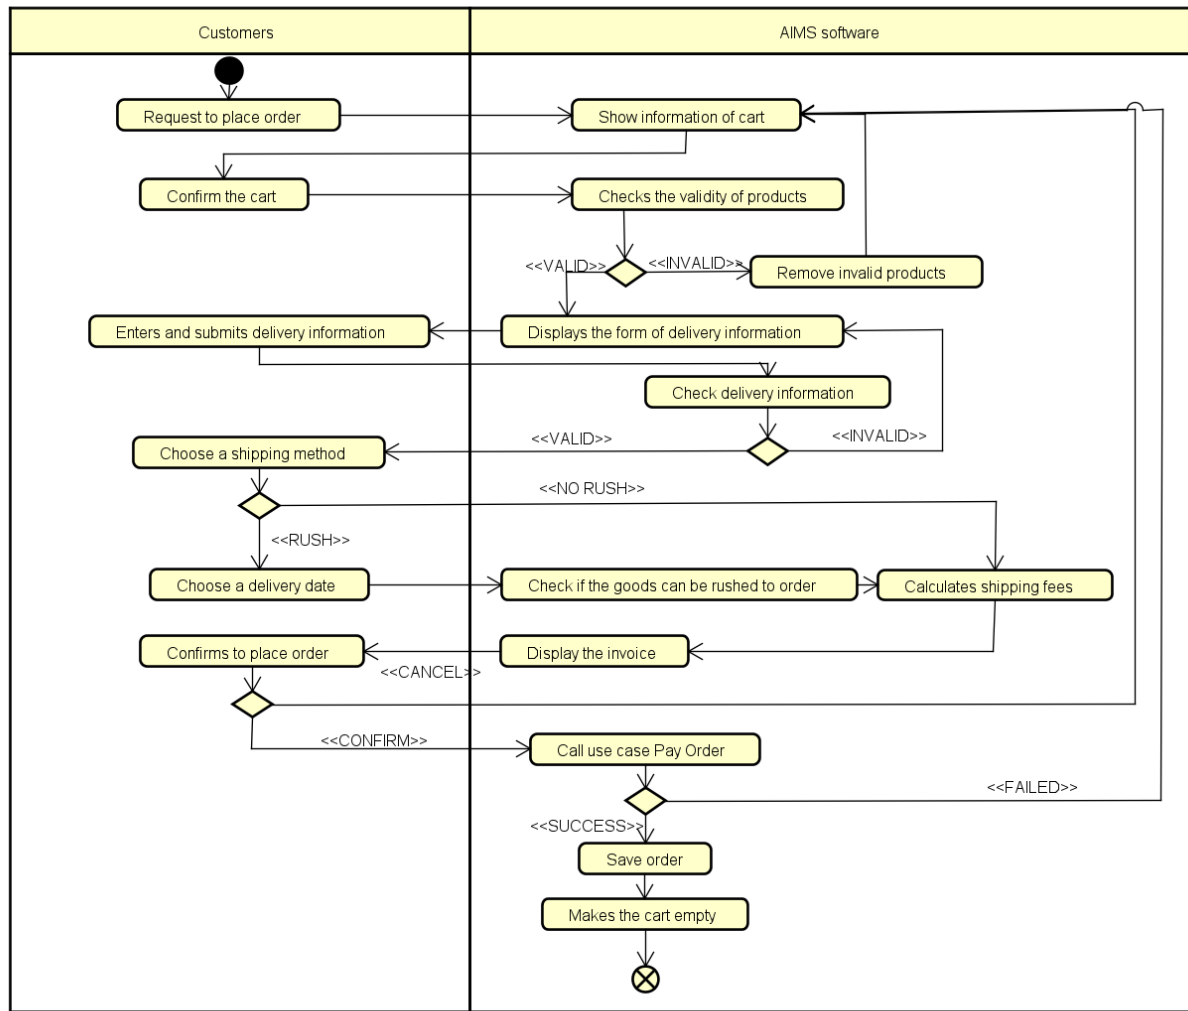 Customers
AIMS software
Request to place order
Show information of cart
Confirm the cart
Checks the validity of products
<<VALID>>
<<INVALID>>
Remove invalid products
Enters and submits delivery information
Displays the form of delivery information
Check delivery information
<<VALID>>
<<INVALID>>
Choose a shipping method
<<NO RUSH>>
<<RUSH>>
Choose a delivery date
Check if the goods can be rushed to order
Calculates shipping fees
Confirms to place order
Display the invoice
<<CANCEL>>
<<CONFIRM>>
Call use case Pay Order
<<FAILED>>
<<SUCCESS>>
Save order
Makes the cart empty